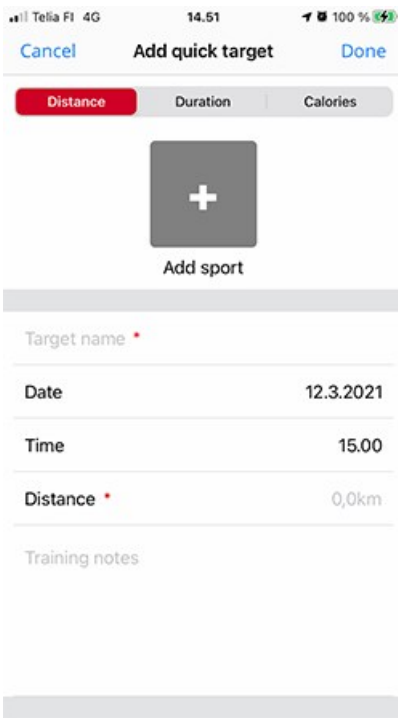 Telia FI 4G 14.51 100 %
Cancel Add quick target Done
Distance Duration Calories
Add sport
Target name *
Date 12.3.2021
Time 15.00
Distance * 0,0km
Training notes